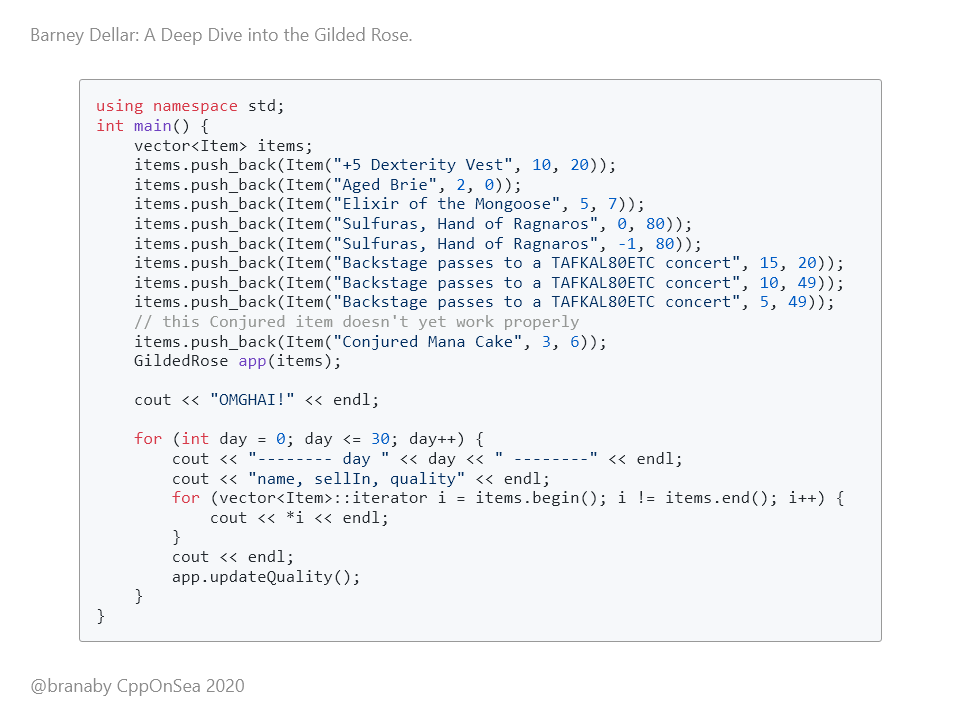 Barney Dellar: A Deep Dive into the Gilded Rose.
using namespace std;
int main() {
    vector<Item> items;
    items.push_back(Item("+5 Dexterity Vest", 10, 20));
    items.push_back(Item("Aged Brie", 2, 0));
    items.push_back(Item("Elixir of the Mongoose", 5, 7));
    items.push_back(Item("Sulfuras, Hand of Ragnaros", 0, 80));
    items.push_back(Item("Sulfuras, Hand of Ragnaros", -1, 80));
    items.push_back(Item("Backstage passes to a TAFKAL80ETC concert", 15, 20));
    items.push_back(Item("Backstage passes to a TAFKAL80ETC concert", 10, 49));
    items.push_back(Item("Backstage passes to a TAFKAL80ETC concert", 5, 49));
    // this Conjured item doesn't yet work properly
    items.push_back(Item("Conjured Mana Cake", 3, 6));
    GildedRose app(items);
    cout << "OMGHAI!" << endl;
    for (int day = 0; day <= 30; day++) {
        cout << "-------- day " << day << " --------" << endl;
        cout << "name, sellIn, quality" << endl;
        for (vector<Item>::iterator i = items.begin(); i != items.end(); i++) {
            cout << *i << endl;
        }
        cout << endl;
        app.updateQuality();
    }
}
@branaby CppOnSea 2020